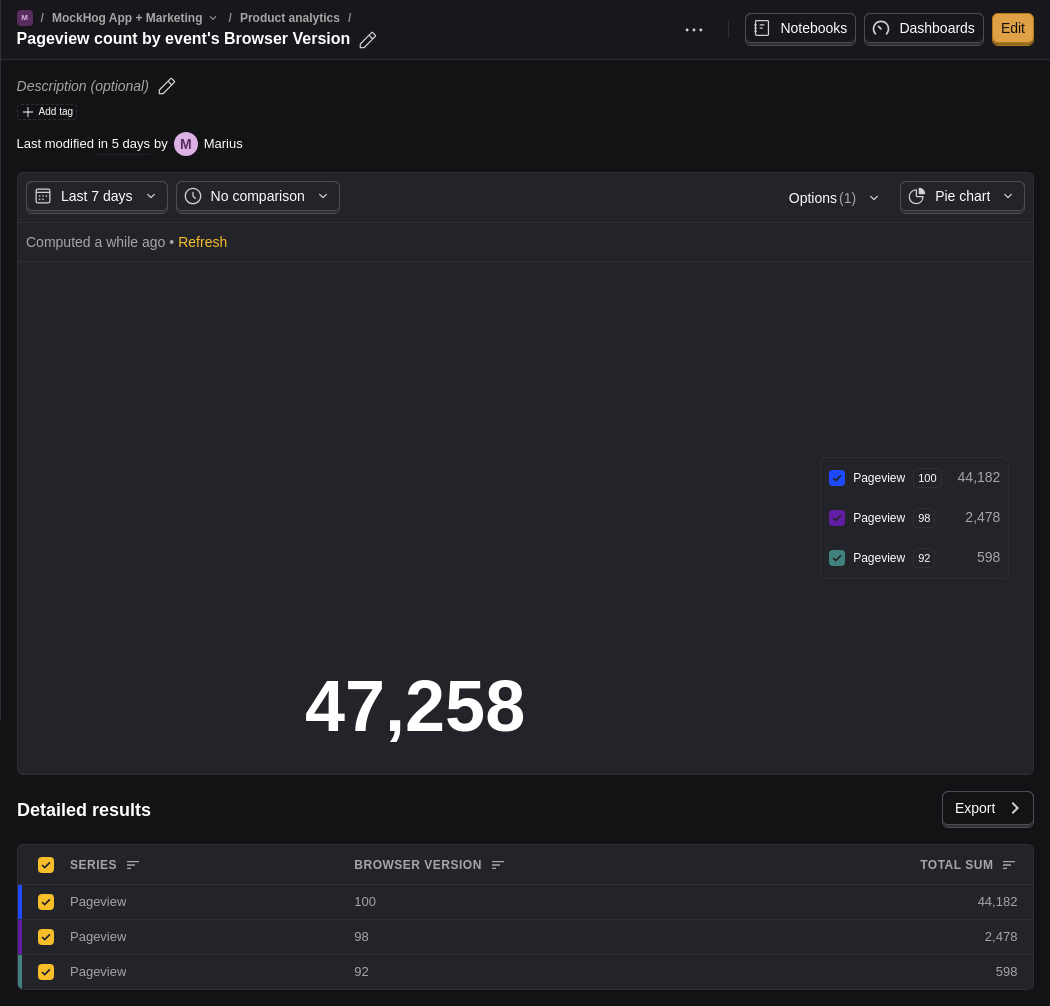 M / MockHog App + Marketing / Product analytics /
Pageview count by event's Browser Version
Notebooks
Dashboards
Edit
Description (optional)
Add tag
Last modified in 5 days by M Marius
Last 7 days
No comparison
Options (1)
Pie chart
Computed a while ago • Refresh
Pageview 100 44,182
Pageview 98 2,478
Pageview 92 598
47,258
Detailed results
Export
SERIES BROWSER VERSION TOTAL SUM
Pageview 100 44,182
Pageview 98 2,478
Pageview 92 598